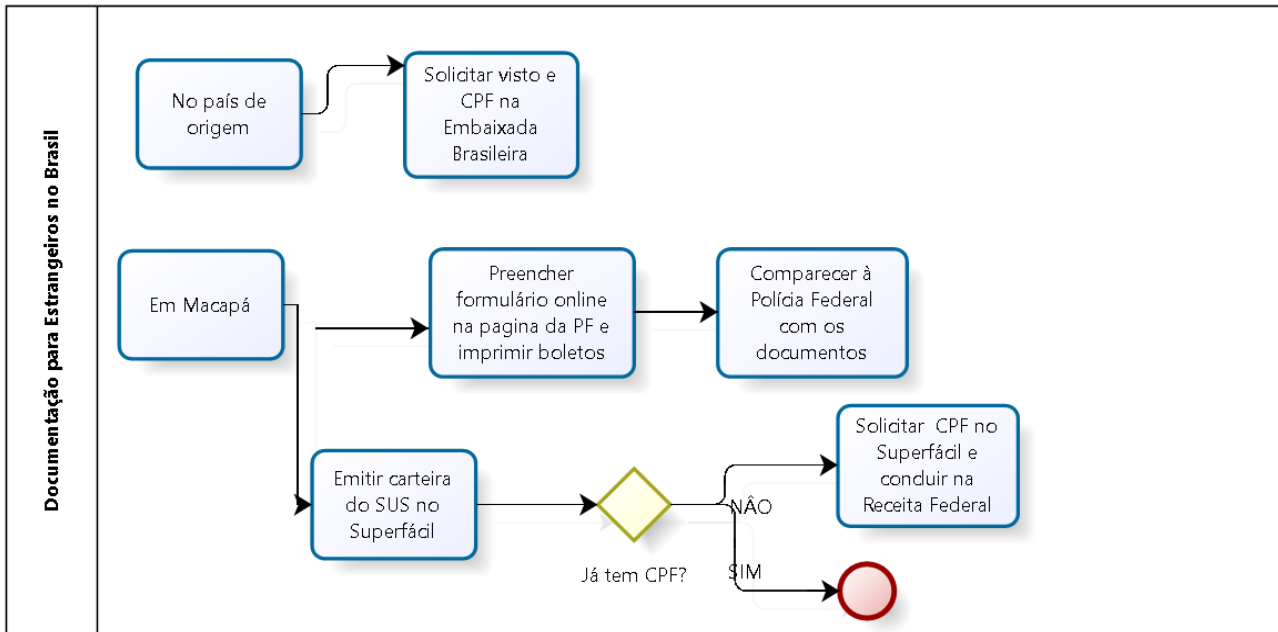 Documentação para Estrangeiros no Brasil
No país de
origem
Solicitar visto e
CPF na
Embaixada
Brasileira
Em Macapá
Preencher
formulário online
na pagina da PF e
imprimir boletos
Comparecer à
Polícia Federal
com os
documentos
Emitir carteira
do SUS no
Superfácil
Já tem CPF?
NÂO
SIM
Solicitar CPF no
Superfácil e
concluir na
Receita Federal